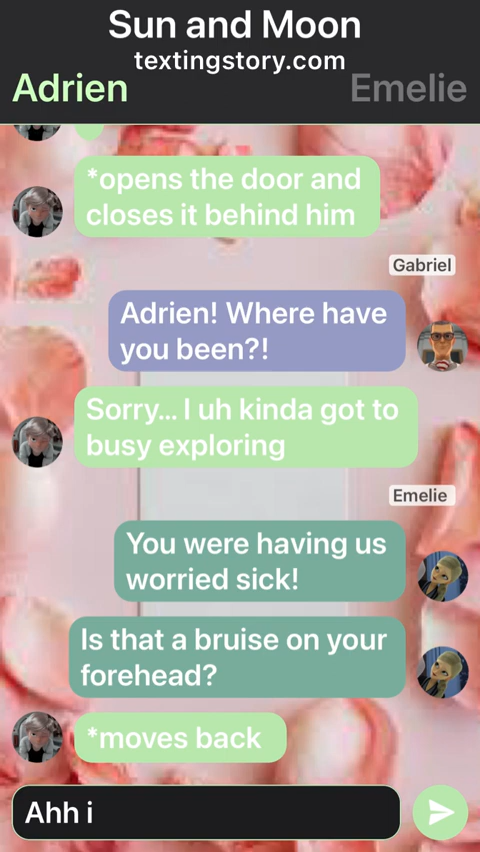 Sun and Moon
textingstory.com
Adrien
Emelie
*opens the door and
closes it behind him
Gabriel
Adrien! Where have
you been?!
Sorry... I uh kinda got to
busy exploring
Emelie
You were having us
worried sick!
Is that a bruise on your
forehead?
*moves back
Ahh i